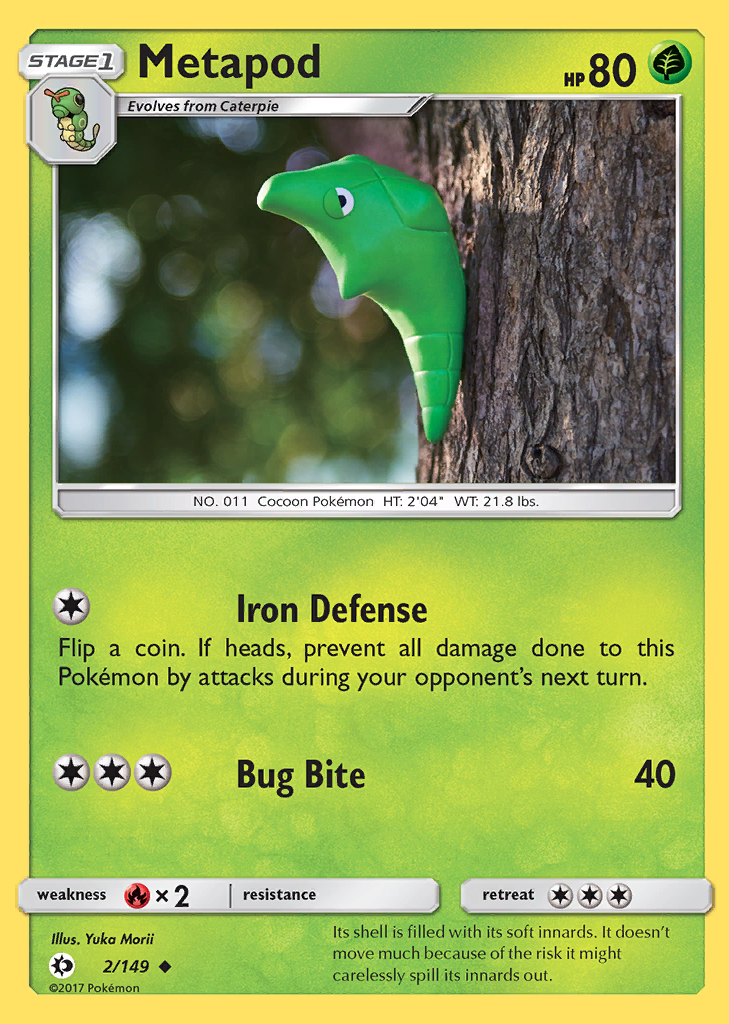 STAGE1
Metapod
HP 80
Evolves from Caterpie
NO. 011 Cocoon Pokémon HT: 2'04" WT: 21.8 lbs.
Iron Defense
Flip a coin. If heads, prevent all damage done to this
Pokémon by attacks during your opponent's next turn.
Bug Bite 40
weakness × 2 resistance retreat
Illus. Yuka Morii
2/149
©2017 Pokémon
Its shell is filled with its soft innards. It doesn't
move much because of the risk it might
carelessly spill its innards out.